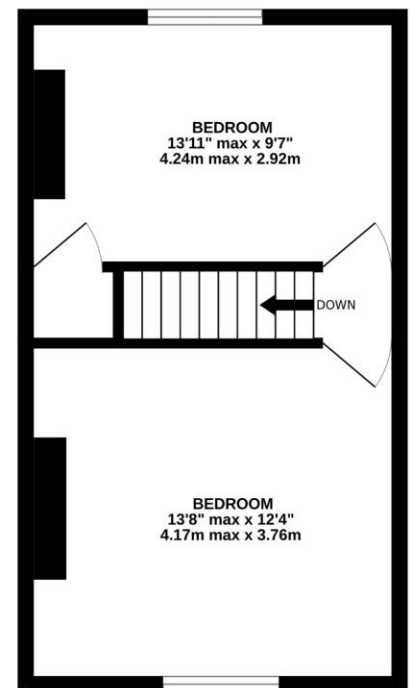 BEDROOM
13'11" max x 9'7"
4.24m max x 2.92m
DOWN
BEDROOM
13'8" max x 12'4"
4.17m max x 3.76m